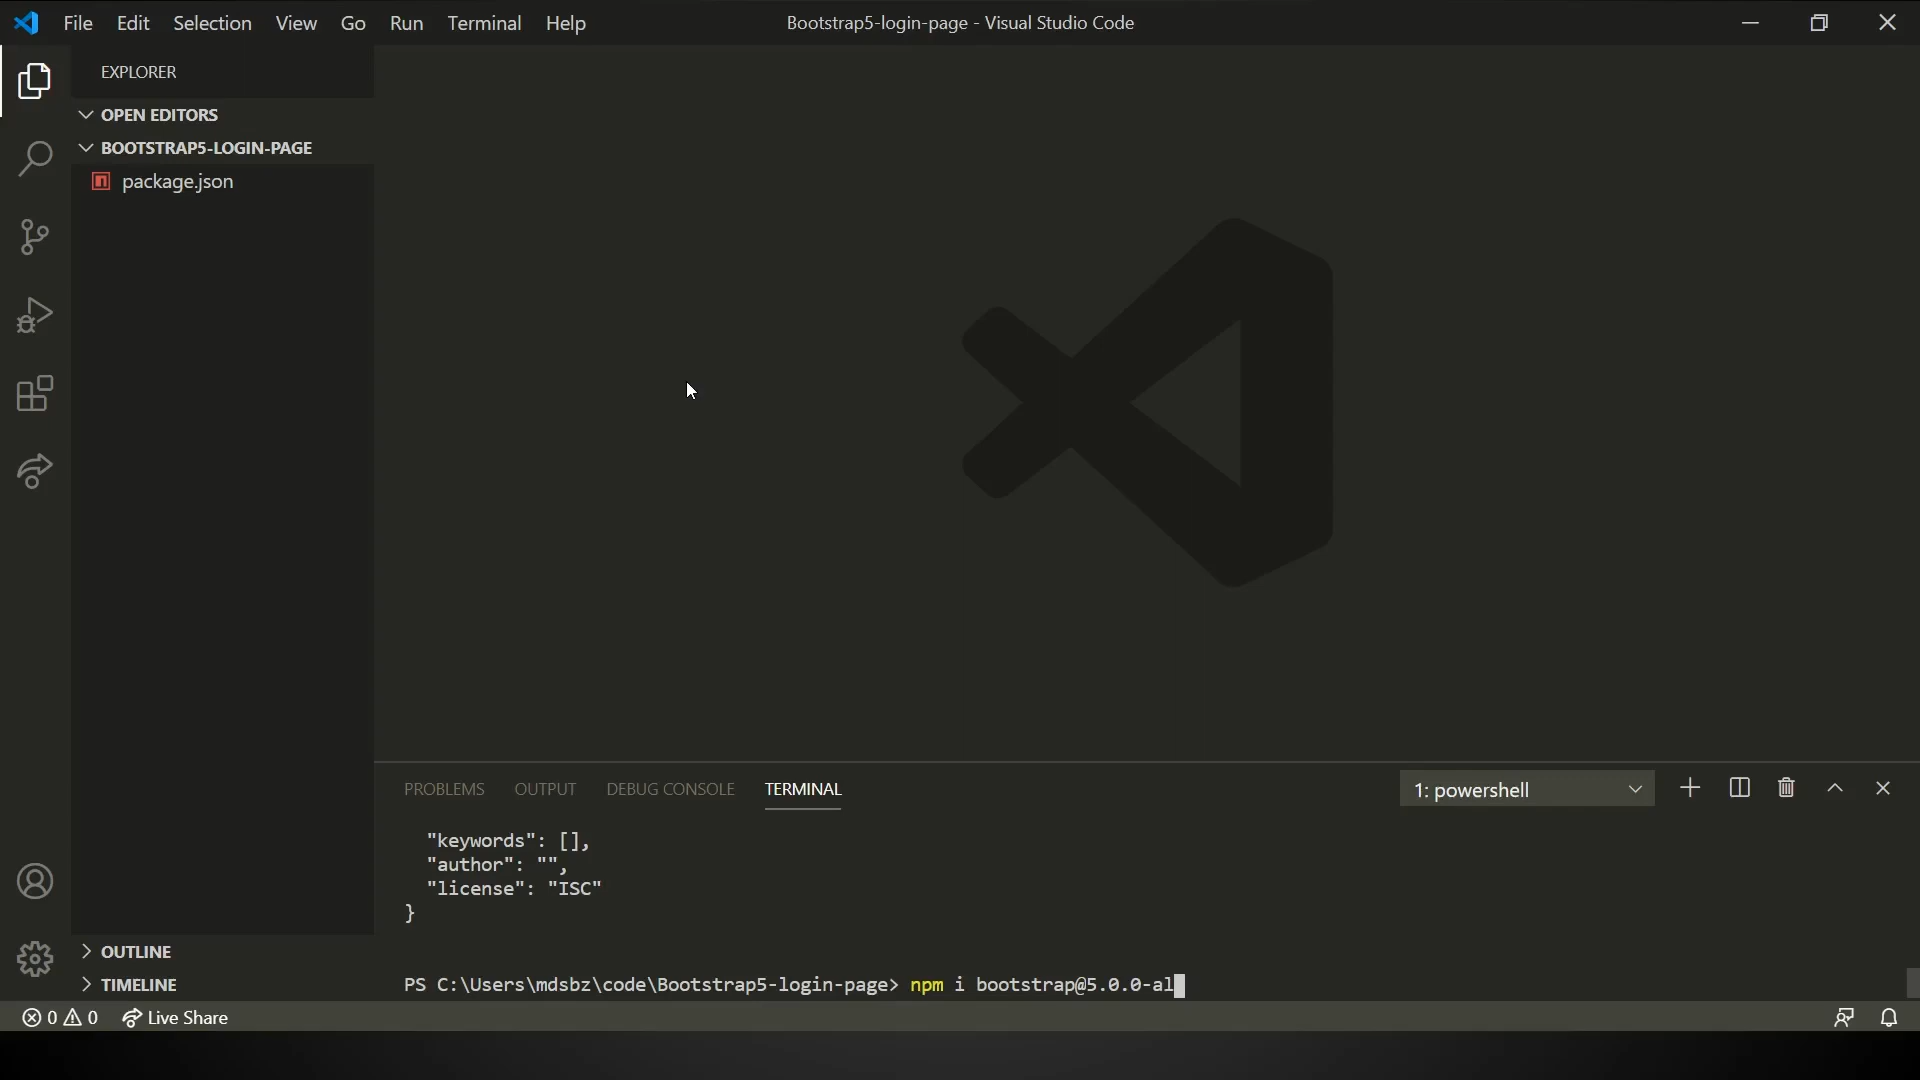 File Edit Selection View Go Run Terminal Help
Bootstrap5-login-page - Visual Studio Code
EXPLORER
OPEN EDITORS
BOOTSTRAP5-LOGIN-PAGE
package.json
OUTLINE
TIMELINE
PROBLEMS OUTPUT DEBUG CONSOLE TERMINAL
1: powershell
"keywords": [],
"author": "",
"license": "ISC"
}
PS C:\Users\mdsbz\code\Bootstrap5-login-page> npm i bootstrap@5.0.0-al
0 0 Live Share